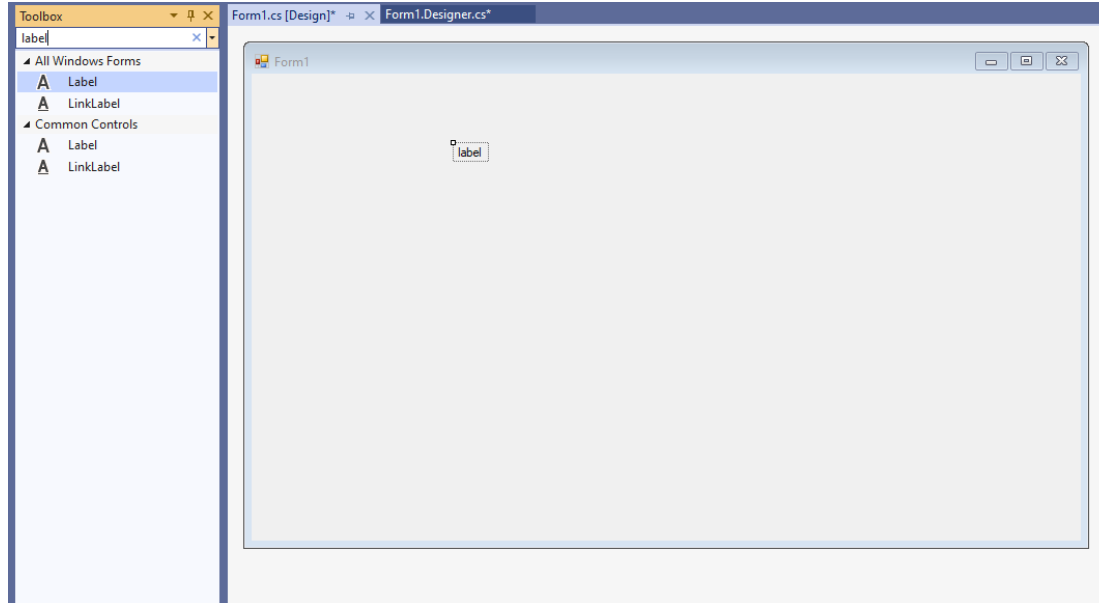 Toolbox
label
All Windows Forms
A Label
A LinkLabel
Common Controls
A Label
A LinkLabel
Form1.cs [Design]*
Form1.Designer.cs*
Form1
label